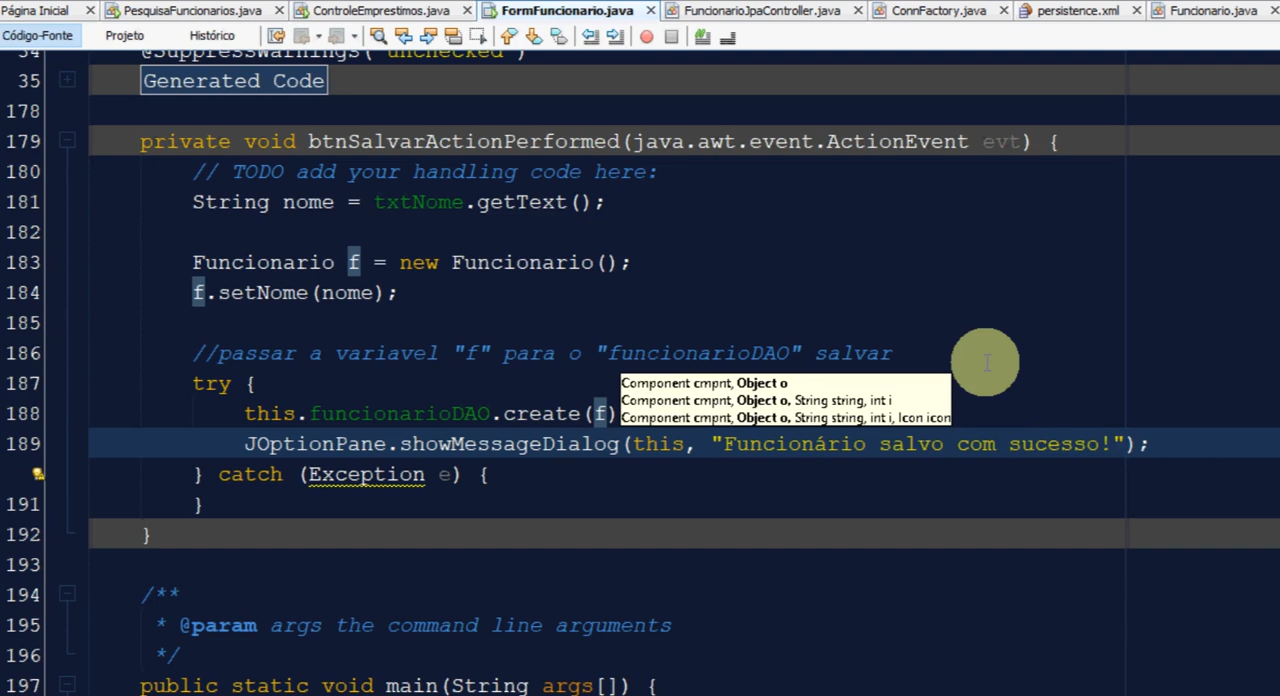 Página Inicial PesquisaFuncionarios.java ControleEmprestimos.java FormFuncionario.java FuncionarioJpaController.java ConnFactory.java persistence.xml Funcionario.java
Código-Fonte Projeto Histórico
34 @SuppressWarnings("unchecked")
35 Generated Code
178
179 private void btnSalvarActionPerformed(java.awt.event.ActionEvent evt) {
180 // TODO add your handling code here:
181 String nome = txtNome.getText();
182
183 Funcionario f = new Funcionario();
184 f.setNome(nome);
185
186 //passar a variavel "f" para o "funcionarioDAO" salvar
187 try {
Component cmpnt, Object o
Component cmpnt, Object o, String string, int i
Component cmpnt, Object o, String string, int i, Icon icon
188 this.funcionarioDAO.create(f)
189 JOptionPane.showMessageDialog(this, "Funcionário salvo com sucesso!");
} catch (Exception e) {
191 }
192 }
193
194 /**
195 * @param args the command line arguments
196 */
197 public static void main(String args[]) {